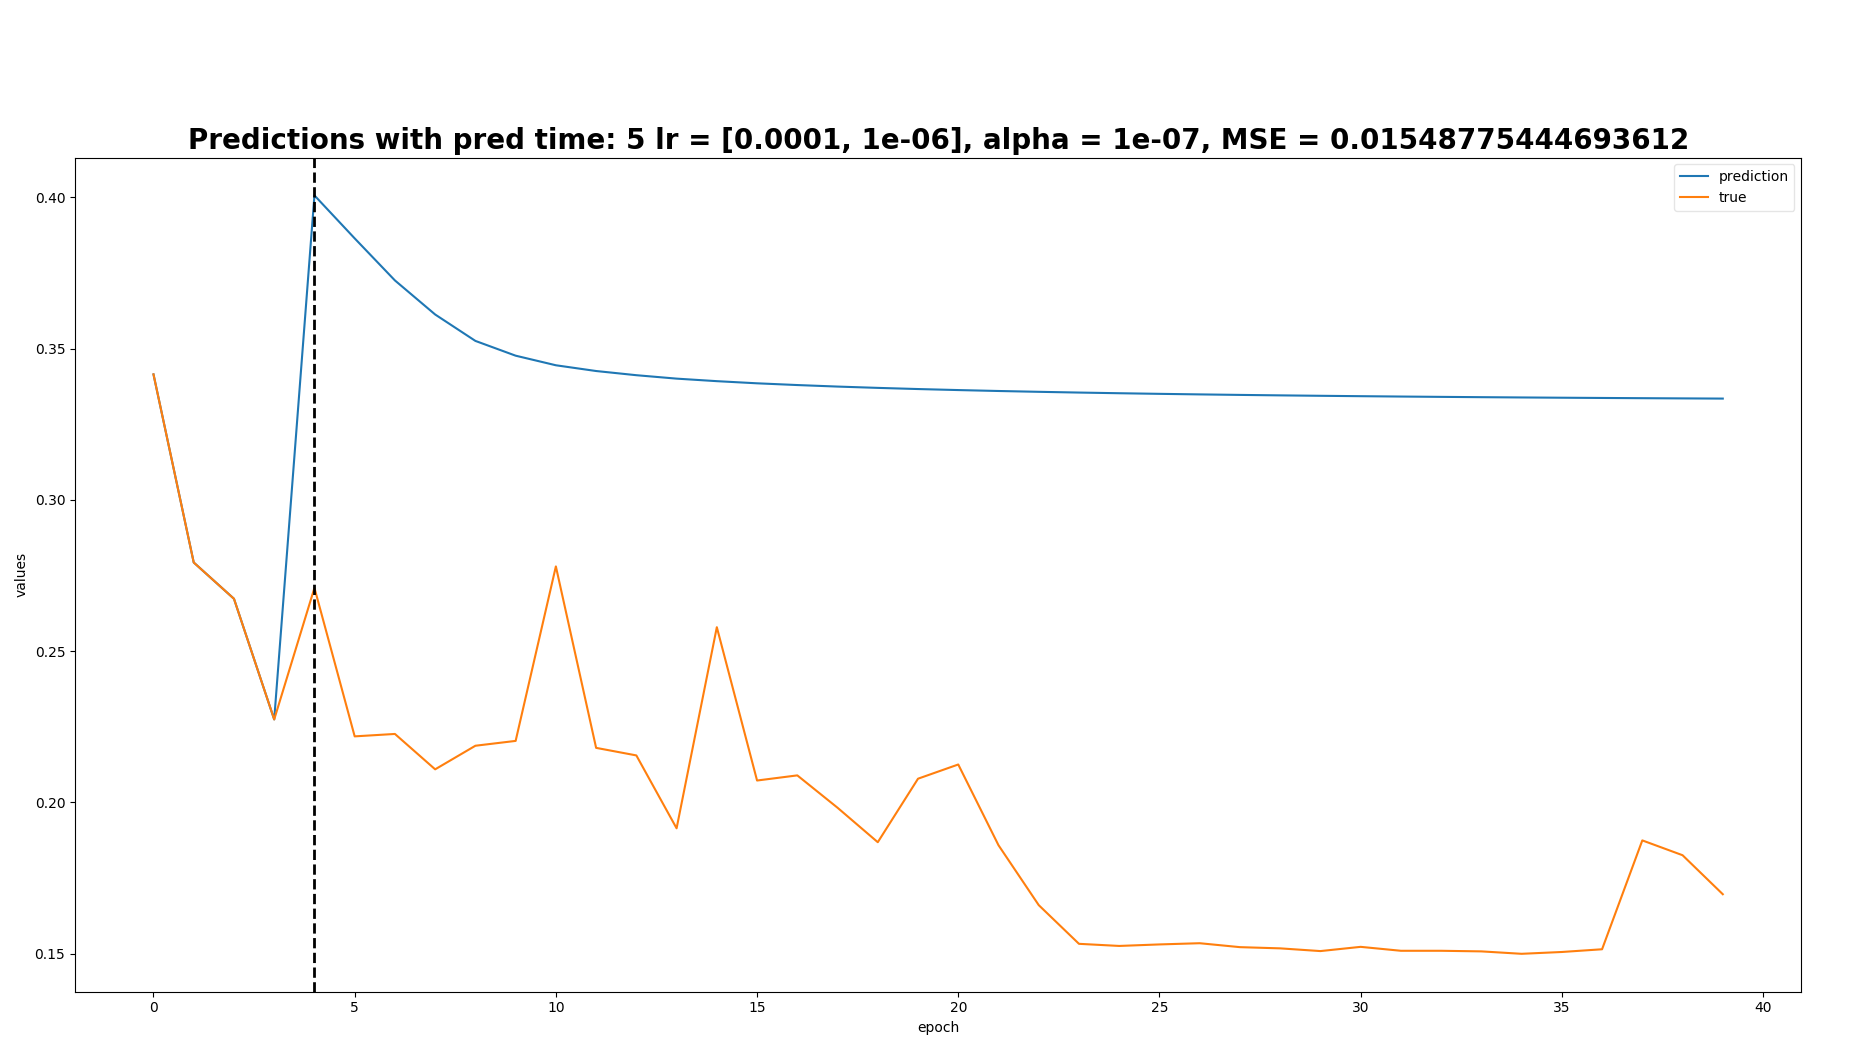 Predictions with pred time: 5 lr = [0.0001, 1e-06], alpha = 1e-07, MSE = 0.01548775444693612
prediction
true
0.40
0.35
0.30
0.25
0.20
0.15
values
0 5 10 15 20 25 30 35 40
epoch